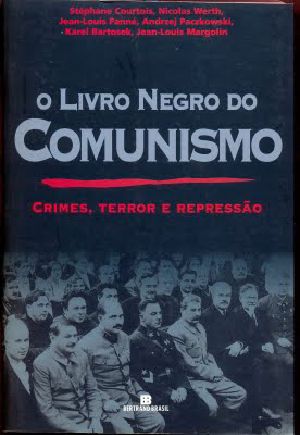 Stéphane Courtois, Nicolas Werth,
Jean-Louis Panné, Andrzej Paczkowski,
Karel Bartosek, Jean-Louis Margolin
O LIVRO NEGRO DO
COMUNISMO
CRIMES, TERROR E REPRESSÃO
BB
BERTRAND BRASIL